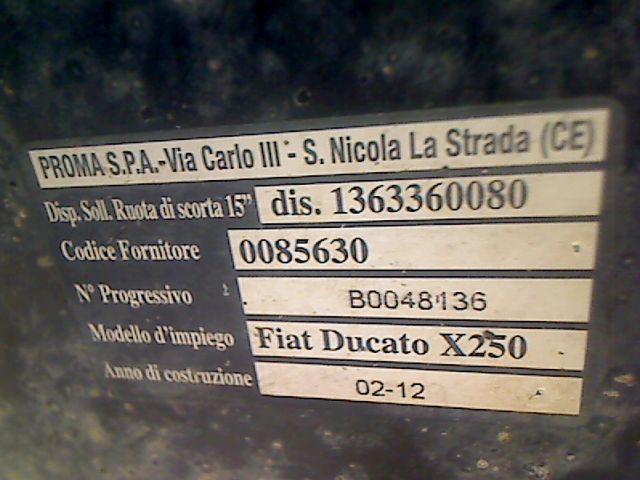 PROMA S.P.A.-Via Carlo III - S. Nicola La Strada (CE)
Disp. Soll. Ruota di scorta 15" dis. 1363360080
Codice Fornitore 0085630
N° Progressivo B0048136
Modello d'impiego Fiat Ducato X250
Anno di costruzione 02-12